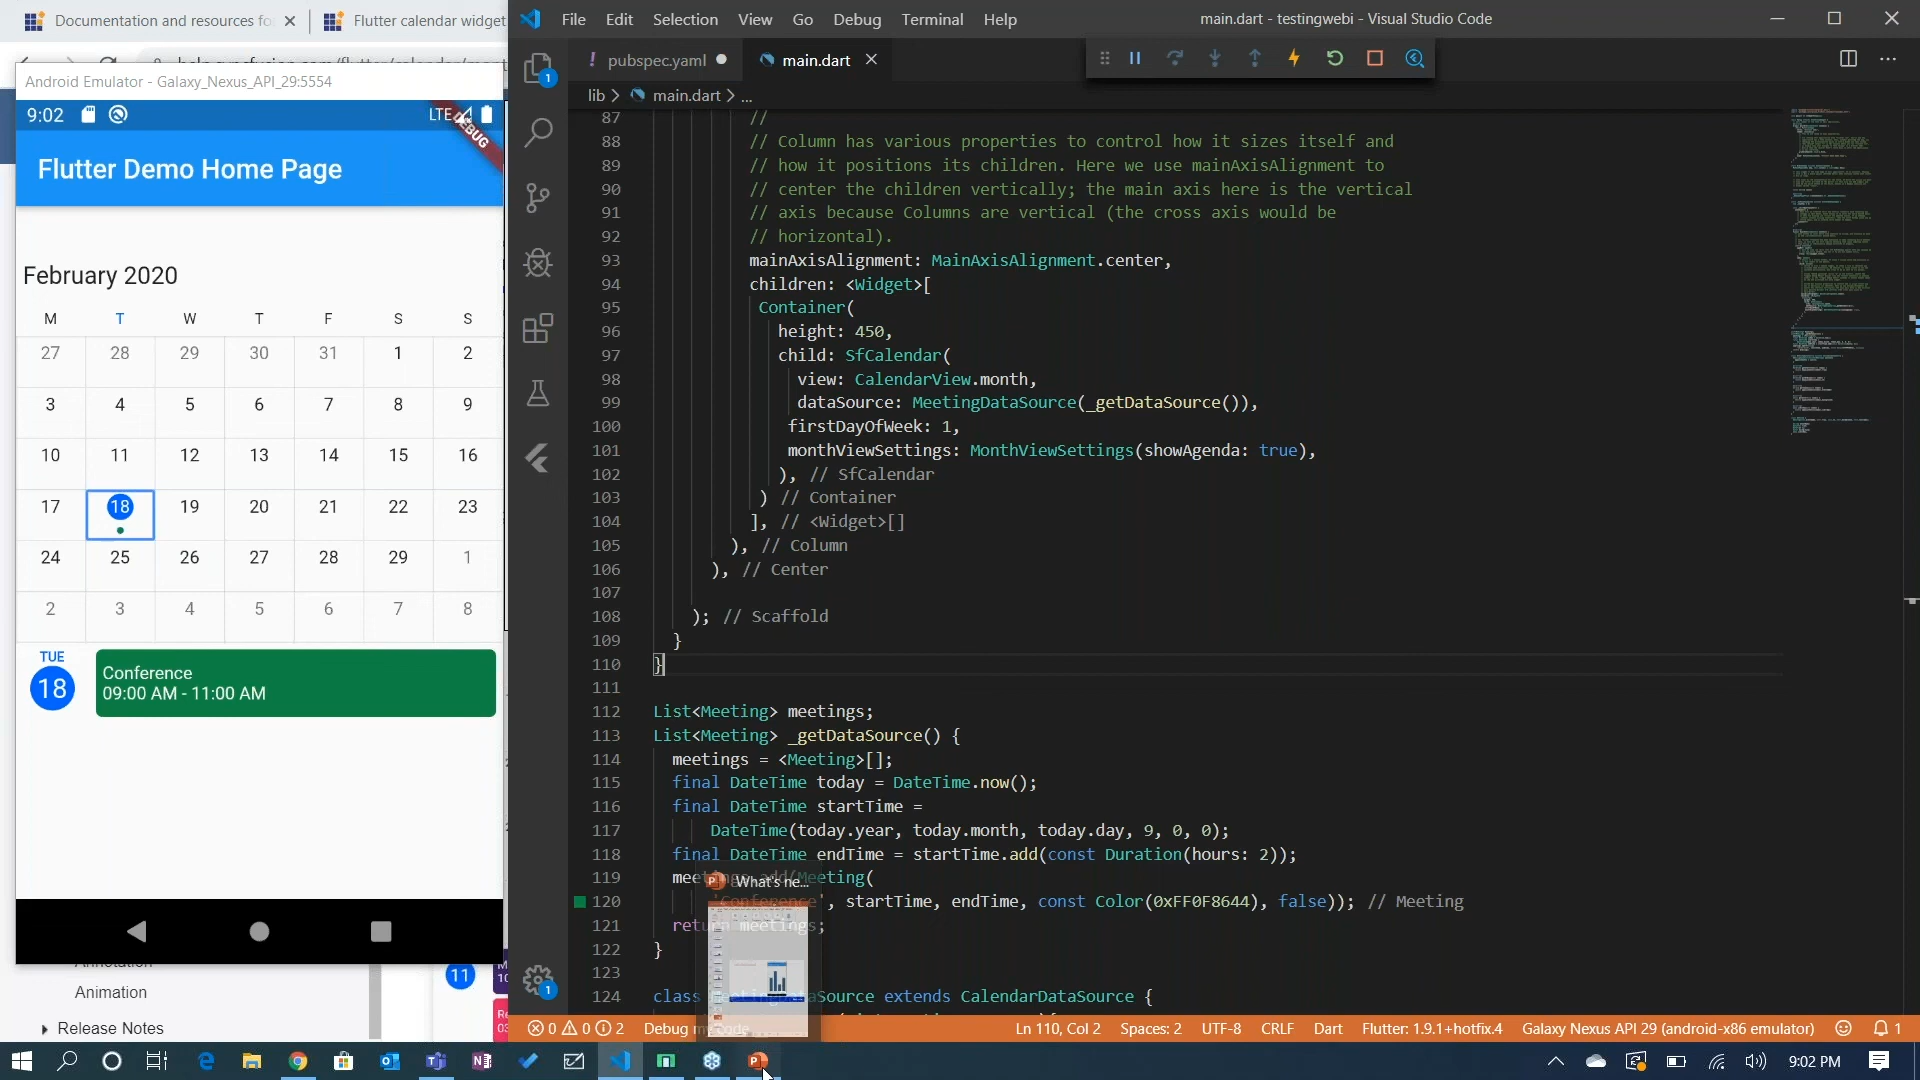 Documentation and resources fo
Flutter calendar widget
File Edit Selection View Go Debug Terminal Help
main.dart - testingwebi - Visual Studio Code
pubspec.yaml
main.dart
lib > main.dart > ...
Android Emulator - Galaxy_Nexus_API_29:5554
9:02
LTE
DEBUG
Flutter Demo Home Page
February 2020
M T W T F S S
27 28 29 30 31 1 2
3 4 5 6 7 8 9
10 11 12 13 14 15 16
17 18 19 20 21 22 23
24 25 26 27 28 29 1
2 3 4 5 6 7 8
TUE
18
Conference
09:00 AM - 11:00 AM
Animation
Release Notes
11
87 //
88 // Column has various properties to control how it sizes itself and
89 // how it positions its children. Here we use mainAxisAlignment to
90 // center the children vertically; the main axis here is the vertical
91 // axis because Columns are vertical (the cross axis would be
92 // horizontal).
93 mainAxisAlignment: MainAxisAlignment.center,
94 children: <Widget>[
95 Container(
96 height: 450,
97 child: SfCalendar(
98 view: CalendarView.month,
99 dataSource: MeetingDataSource(_getDataSource()),
100 firstDayOfWeek: 1,
101 monthViewSettings: MonthViewSettings(showAgenda: true),
102 ), // SfCalendar
103 ) // Container
104 ], // <Widget>[]
105 ), // Column
106 ), // Center
107
108 ); // Scaffold
109 }
110 }
111
112 List<Meeting> meetings;
113 List<Meeting> _getDataSource() {
114 meetings = <Meeting>[];
115 final DateTime today = DateTime.now();
116 final DateTime startTime =
117 DateTime(today.year, today.month, today.day, 9, 0, 0);
118 final DateTime endTime = startTime.add(const Duration(hours: 2));
119 meetings.add(Meeting(
120 'Conference', startTime, endTime, const Color(0xFF0F8644), false)); // Meeting
121 return meetings;
122 }
123
124 class MeetingDataSource extends CalendarDataSource {
What's ne...
0 0 2 Debug my code
Ln 110, Col 2 Spaces: 2 UTF-8 CRLF Dart Flutter: 1.9.1+hotfix.4 Galaxy Nexus API 29 (android-x86 emulator) 1
9:02 PM